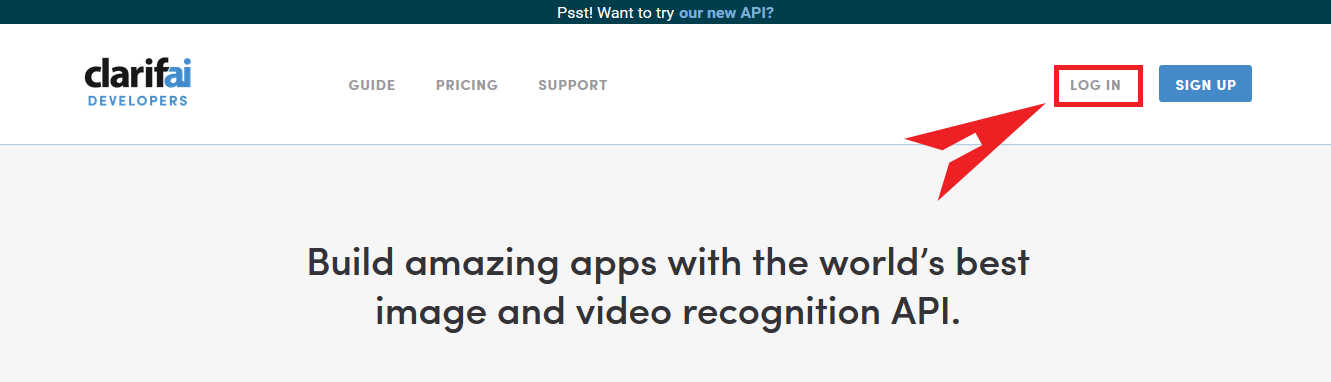 Psst! Want to try our new API?
clarifai
DEVELOPERS
GUIDE
PRICING
SUPPORT
LOG IN
SIGN UP
Build amazing apps with the world’s best
image and video recognition API.